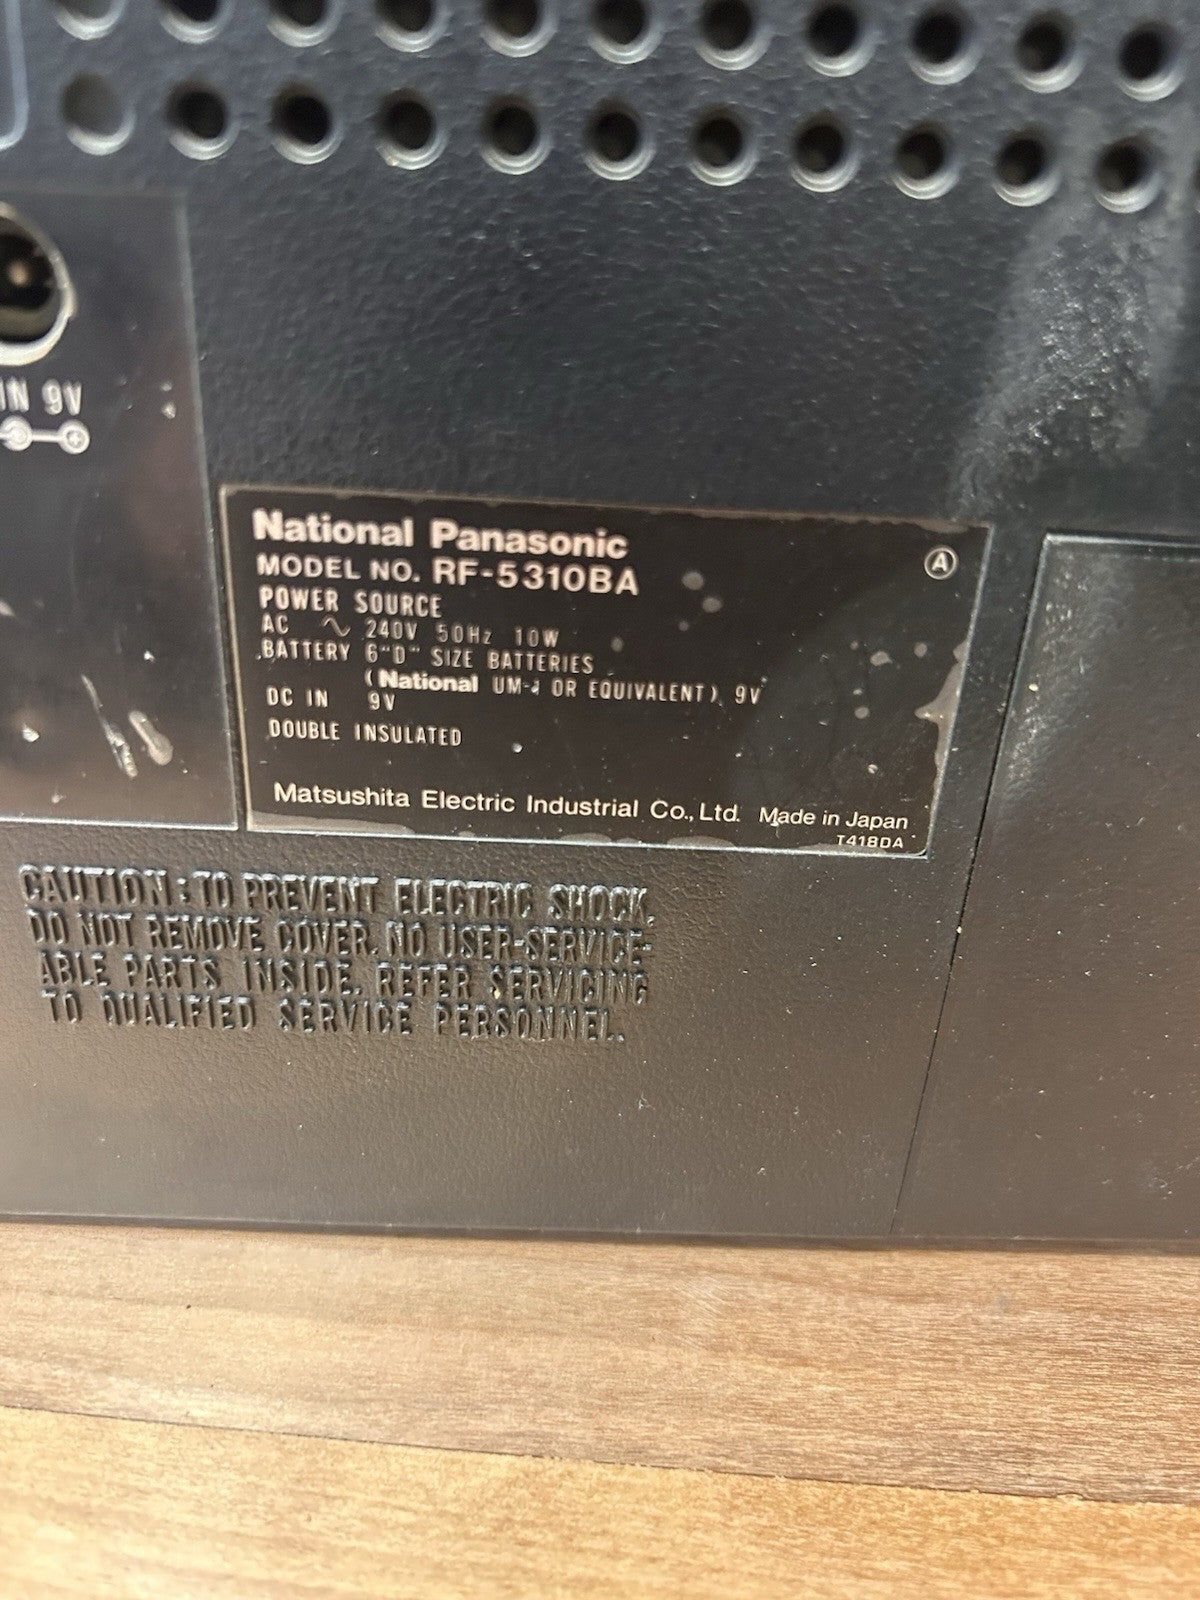 IN 9V
National Panasonic
MODEL NO. RF-5310BA
Ⓐ
POWER SOURCE
AC ∿ 240V 50Hz 10W
BATTERY 6"D" SIZE BATTERIES
(National UM-1 OR EQUIVALENT) 9V
DC IN 9V
DOUBLE INSULATED
Matsushita Electric Industrial Co., Ltd. Made in Japan
T418DA
CAUTION : TO PREVENT ELECTRIC SHOCK,
DO NOT REMOVE COVER. NO USER-SERVICE-
ABLE PARTS INSIDE. REFER SERVICING
TO QUALIFIED SERVICE PERSONNEL.